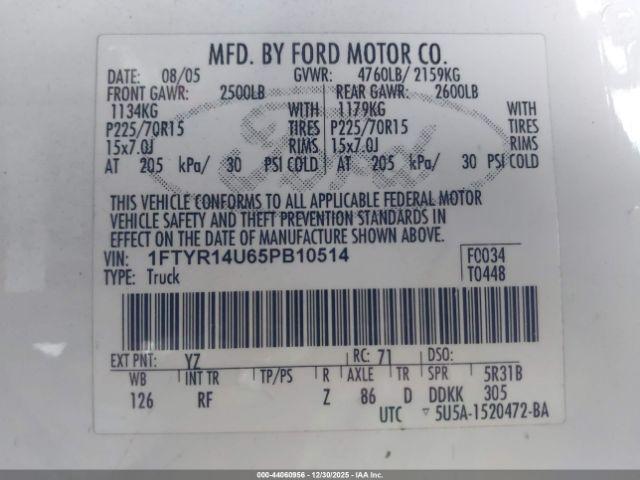 MFD. BY FORD MOTOR CO.
DATE: 08/05 GVWR: 4760LB/ 2159KG
FRONT GAWR: 2500LB REAR GAWR: 2600LB
1134KG WITH 1179KG WITH
P225/70R15 TIRES P225/70R15 TIRES
15x7.0J RIMS 15x7.0J RIMS
AT 205 kPa/ 30 PSI COLD AT 205 kPa/ 30 PSI COLD
Ford
THIS VEHICLE CONFORMS TO ALL APPLICABLE FEDERAL MOTOR
VEHICLE SAFETY AND THEFT PREVENTION STANDARDS IN
EFFECT ON THE DATE OF MANUFACTURE SHOWN ABOVE.
VIN: 1FTYR14U65PB10514 F0034
TYPE: Truck T0448
EXT PNT: YZ RC: 71 DSO:
WB INT TR TP/PS R AXLE TR SPR 5R31B
126 RF Z 86 D DDKK 305
UTC ▽ 5U5A-1520472-BA
000-44060956 - 12/30/2025 - COPART.COM